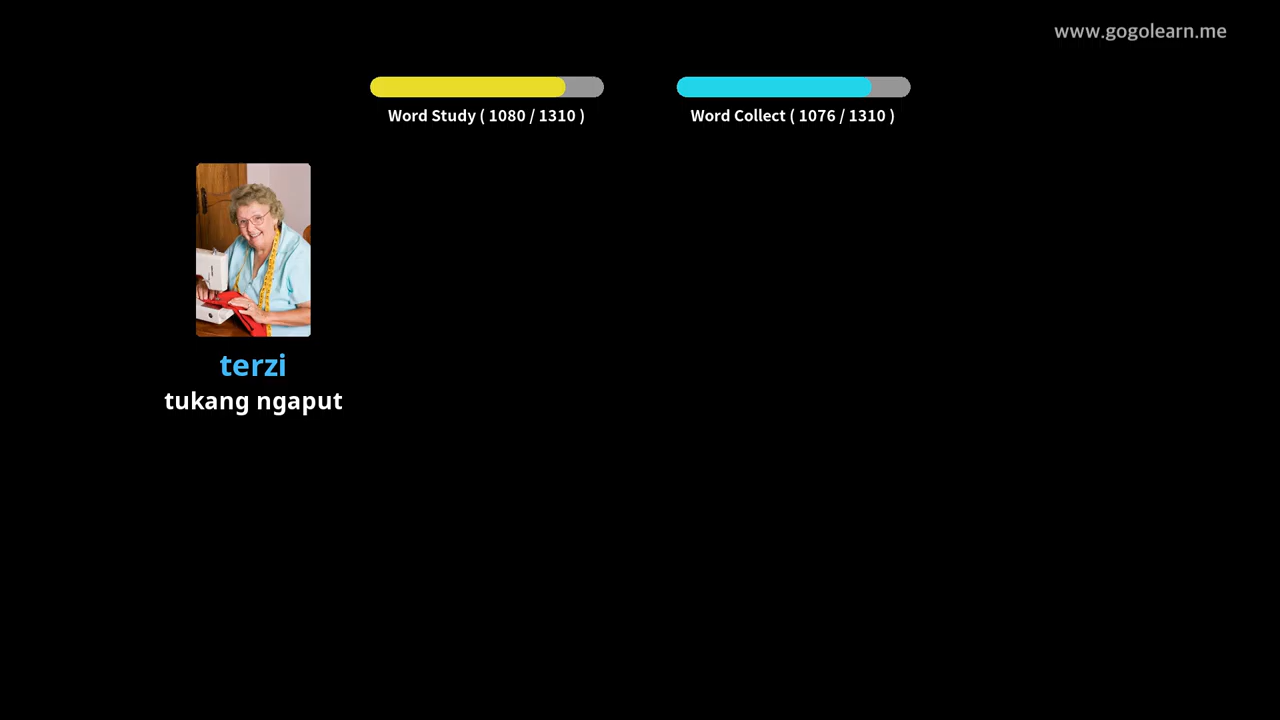 www.gogolearn.me
Word Study ( 1080 / 1310 )
Word Collect ( 1076 / 1310 )
terzi
tukang ngaput